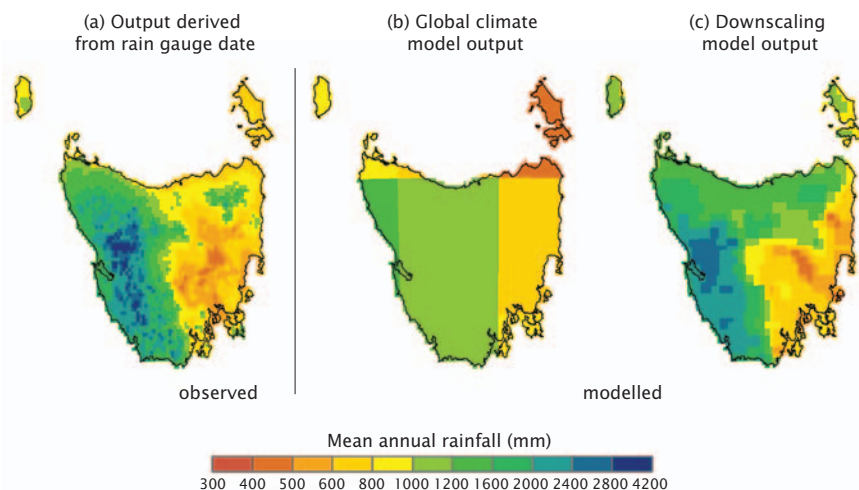 (a) Output derived
from rain gauge date
(b) Global climate
model output
(c) Downscaling
model output
observed
modelled
Mean annual rainfall (mm)
300 400 500 600 800 1000 1200 1600 2000 2400 2800 4200